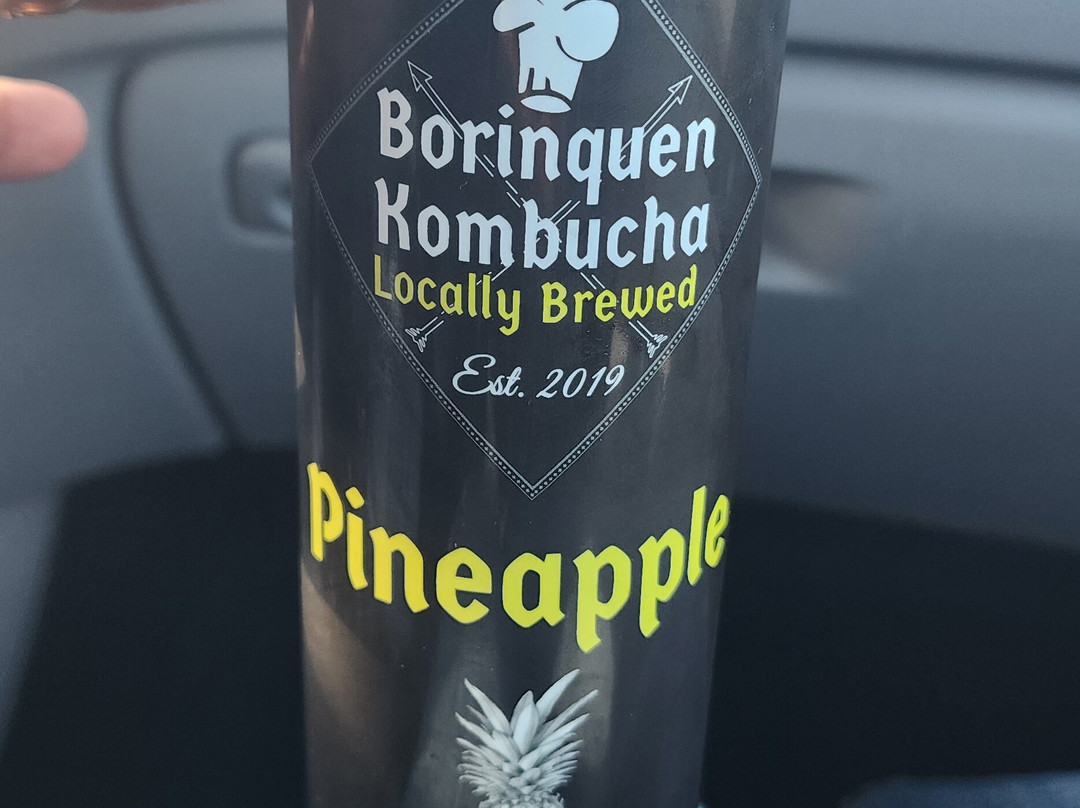 Borinquen
Kombucha
Locally Brewed
Est. 2019
Pineapple